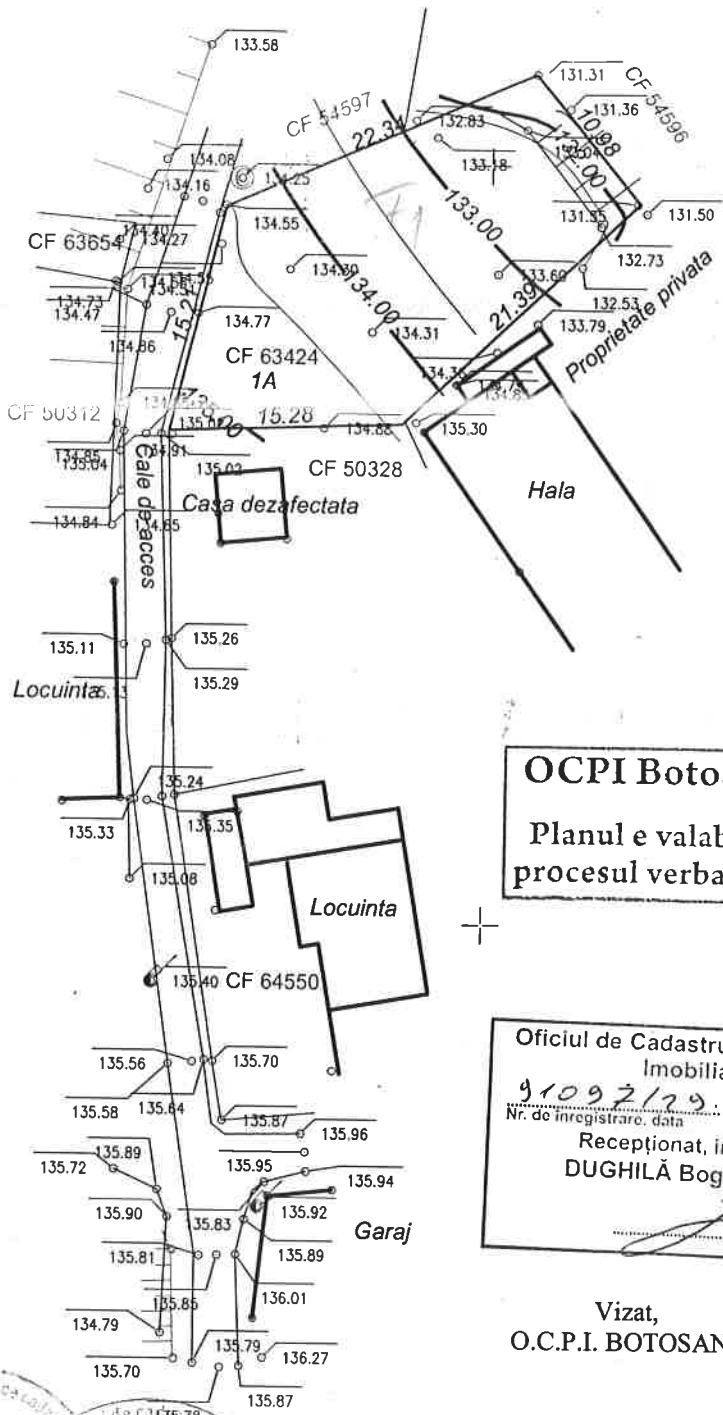 133.58
131.31
CF 54596
131.36
CF 54597
22.34
132.83
10.98
134.08
133.18
134.16
134.25
131.50
134.40
134.27
134.55
133.00
CF 63654
132.73
134.73
134.47
15.2
134.00
133.60
132.53
134.77
21.39
133.79
Proprietate privata
134.86
134.31
CF 63424
1A
CF 50312
15.28
134.88
135.30
134.85
135.04
134.91
135.02
CF 50328
Hala
Cale de acces
Casa dezafectata
134.84
135.11
135.26
135.29
Locuinta
135.24
135.33
135.35
135.08
OCPI Boto
Planul e valab
procesul verba
Locuinta
135.40
CF 64550
135.56
135.70
135.58
135.64
Oficiul de Cadastru
Imobilia
91097/29.
Nr. de înregistrare, data
Recepționat, i
DUGHILĂ Bog
135.87
135.96
135.89
135.72
135.95
135.94
135.90
135.83
135.92
Garaj
135.89
135.81
136.01
135.85
134.79
135.79
135.70
136.27
135.87
Vizat,
O.C.P.I. BOTOSAN